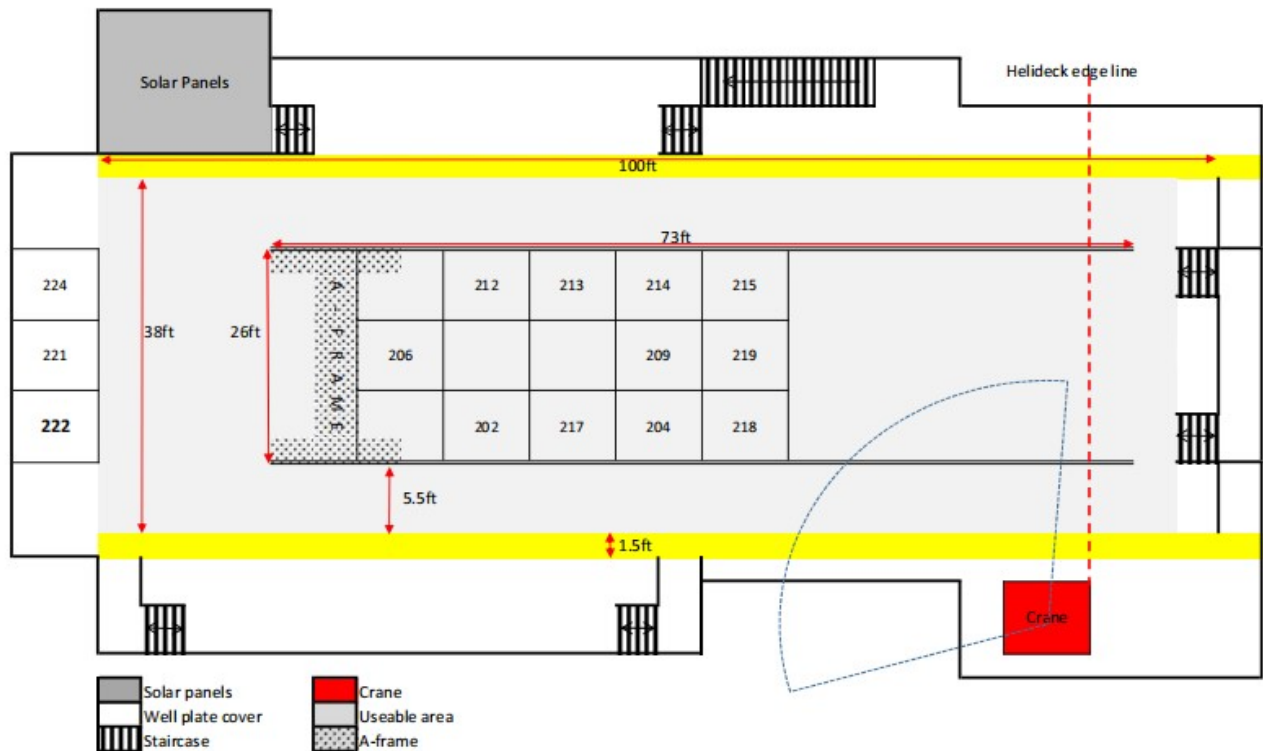 Solar Panels
Helideck edge line
100ft
73ft
224
212
213
214
215
38ft
26ft
A-FRAME
221
206
209
219
222
202
217
204
218
5.5ft
1.5ft
Crane
Solar panels
Crane
Well plate cover
Useable area
Staircase
A-frame